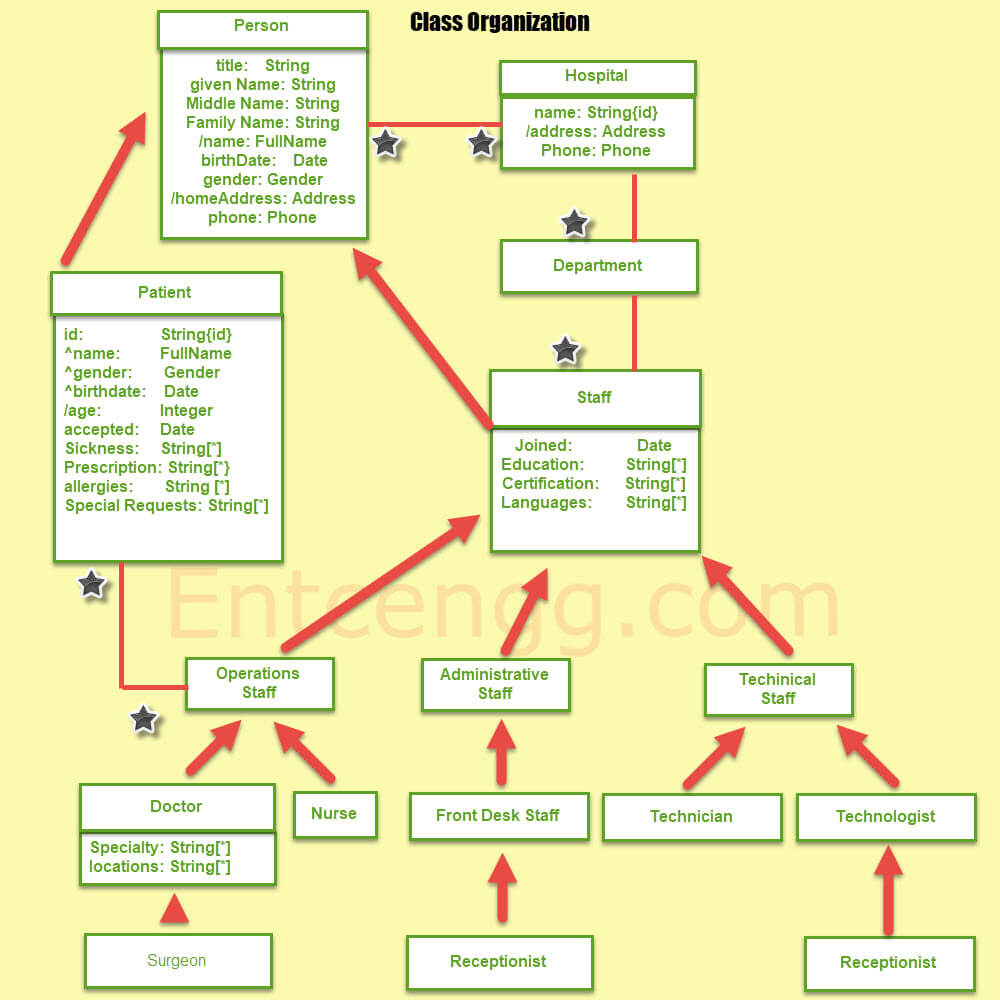 Class Organization
Person
title: String
given Name: String
Middle Name: String
Family Name: String
/name: FullName
birthDate: Date
gender: Gender
/homeAddress: Address
phone: Phone
Hospital
name: String{id}
/address: Address
Phone: Phone
Department
Patient
id: String{id}
^name: FullName
^gender: Gender
^birthdate: Date
/age: Integer
accepted: Date
Sickness: String[*]
Prescription: String[*}
allergies: String [*]
Special Requests: String[*]
Staff
Joined: Date
Education: String[*]
Certification: String[*]
Languages: String[*]
Entcengg.com
Operations
Staff
Administrative
Staff
Techinical
Staff
Doctor
Specialty: String[*]
locations: String[*]
Nurse
Front Desk Staff
Technician
Technologist
Surgeon
Receptionist
Receptionist